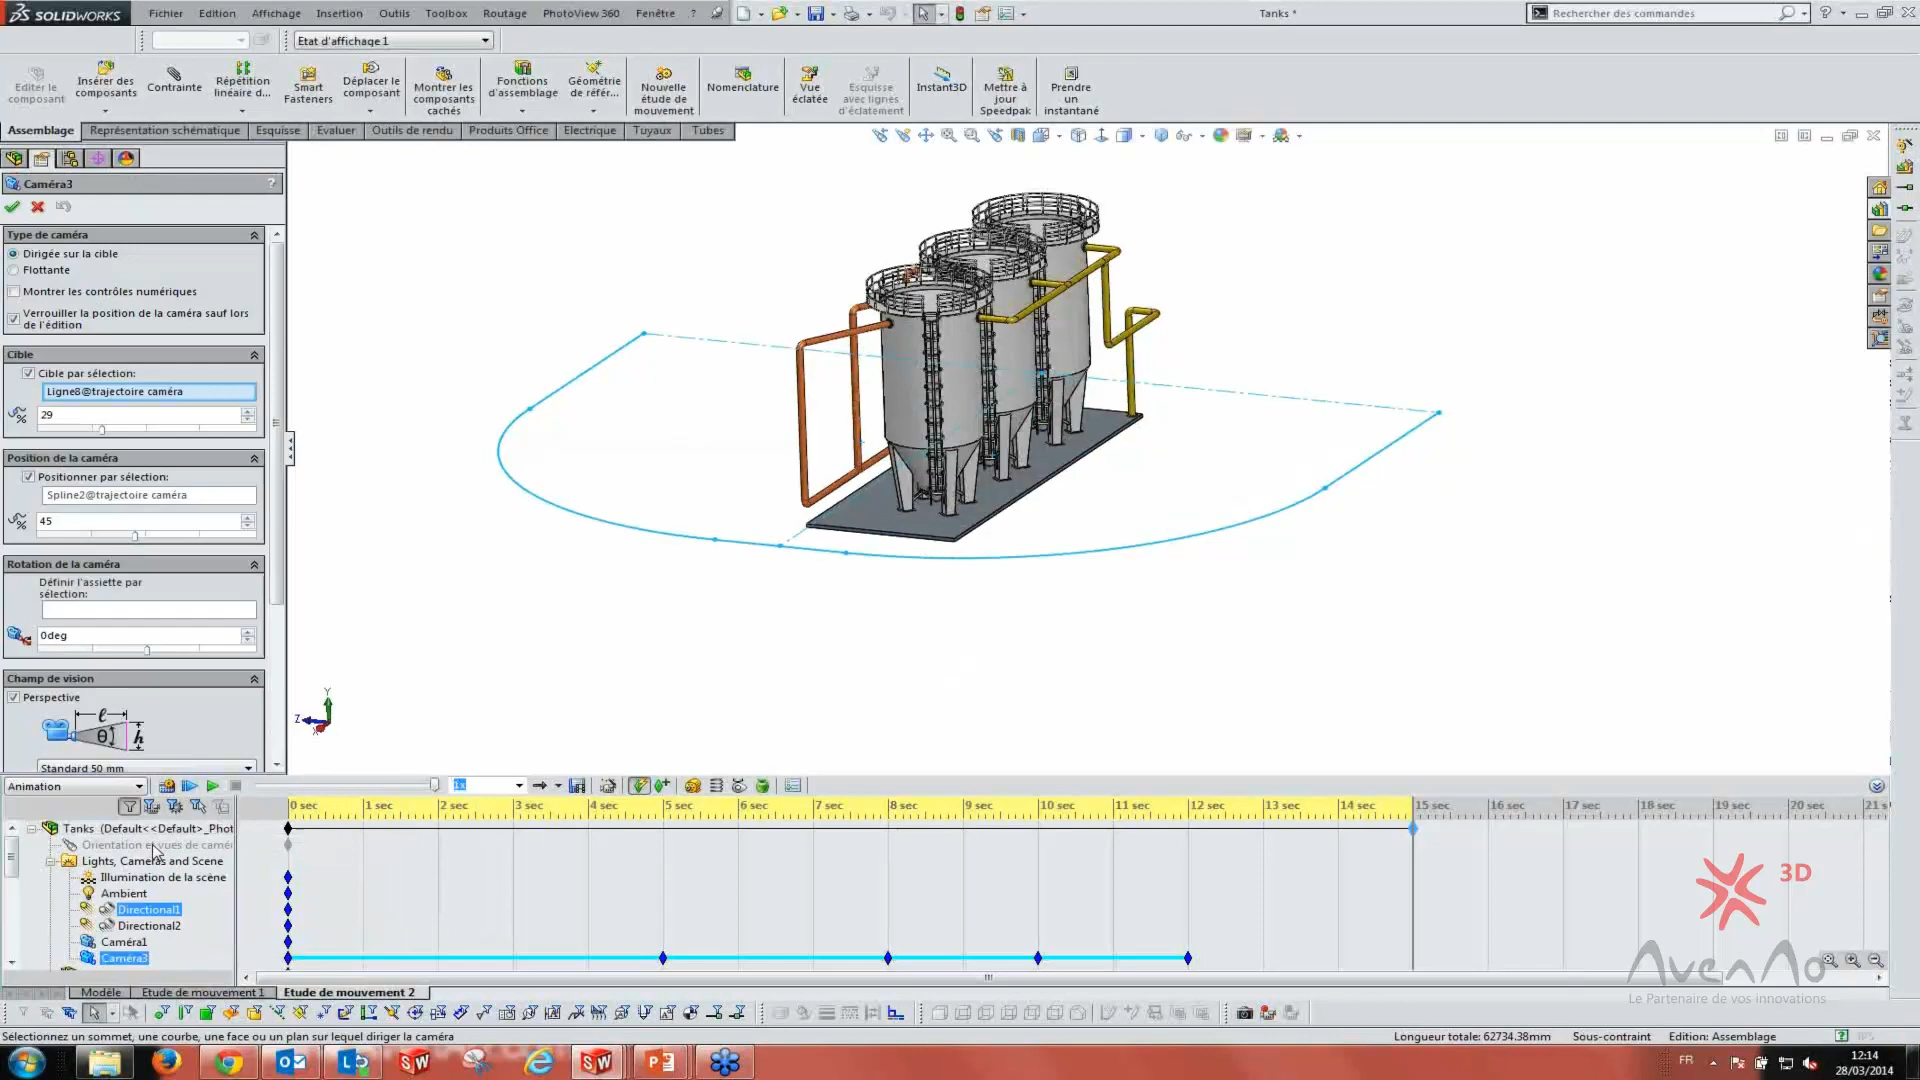 SOLIDWORKS
Fichier Edition Affichage Insertion Outils Toolbox Routage PhotoView 360 Fenêtre ?
Tanks *
Rechercher des commandes
Etat d'affichage 1
Editer le composant
Insérer des composants
Contrainte
Répétition linéaire d...
Smart Fasteners
Déplacer le composant
Montrer les composants cachés
Fonctions d'assemblage
Géométrie de référ...
Nouvelle étude de mouvement
Nomenclature
Vue éclatée
Esquisse avec lignes d'éclatement
Instant3D
Mettre à jour Speedpak
Prendre un instantané
Assemblage Représentation schématique Esquisse Evaluer Outils de rendu Produits Office Electrique Tuyaux Tubes
Caméra3 ?
Type de caméra
Dirigée sur la cible
Flottante
Montrer les contrôles numériques
Verrouiller la position de la caméra sauf lors
de l'édition
Cible
Cible par sélection:
Ligne8@trajectoire caméra
29
Position de la caméra
Positionner par sélection:
Spline2@trajectoire caméra
45
Rotation de la caméra
Définir l'assiette par
sélection:
0deg
Champ de vision
Perspective
ℓ
θ h
Standard 50 mm
Y
Z
X
Animation
1x
0 sec 1 sec 2 sec 3 sec 4 sec 5 sec 6 sec 7 sec 8 sec 9 sec 10 sec 11 sec 12 sec 13 sec 14 sec 15 sec 16 sec 17 sec 18 sec 19 sec 20 sec 21 s
Tanks (Default<<Default>_Phot
Orientation et vues de camér
Lights, Cameras and Scene
Illumination de la scène
Ambient
Directional1
Directional2
Caméra1
Caméra3
3D
AvenAo
Le Partenaire de vos innovations
Modèle Etude de mouvement 1 Etude de mouvement 2
Sélectionnez un sommet, une courbe, une face ou un plan sur lequel diriger la caméra
Longueur totale: 62734.38mm Sous-contraint Edition: Assemblage
FR
12:14
28/03/2014